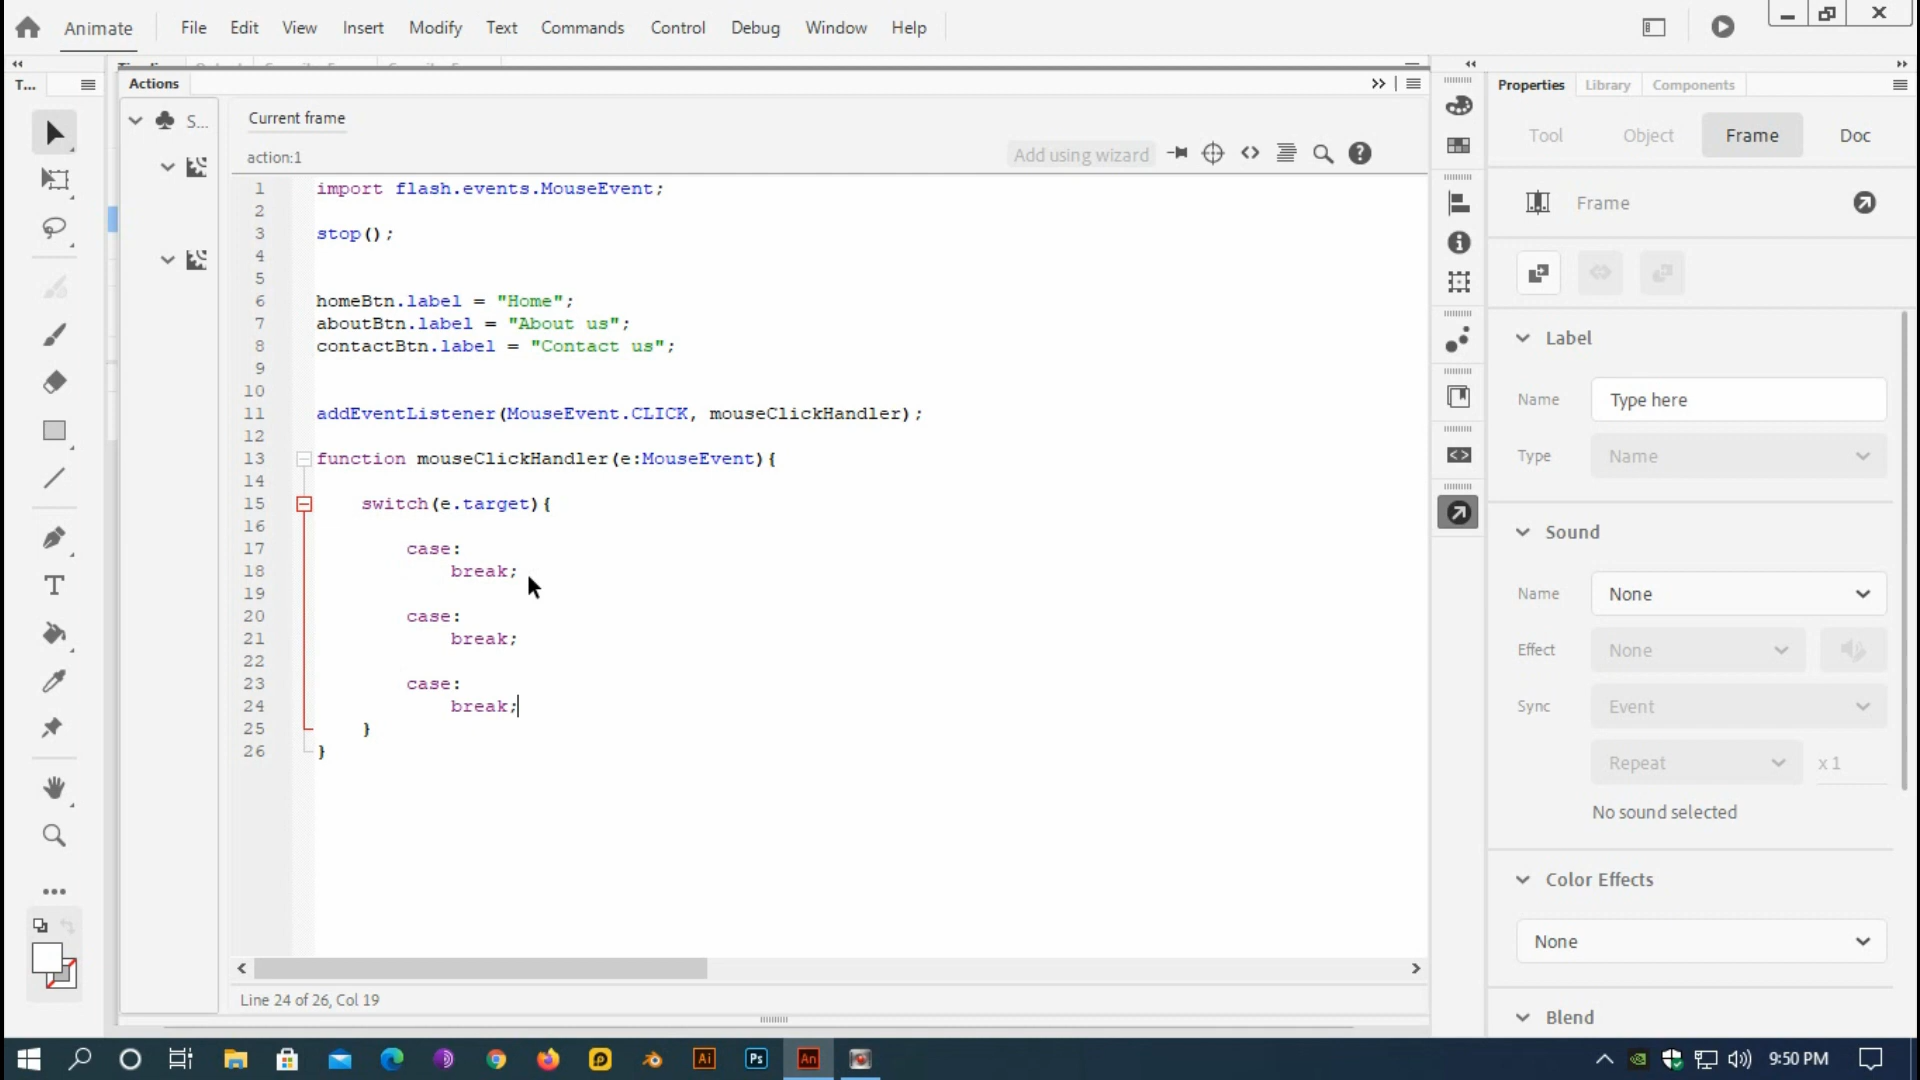 Animate File Edit View Insert Modify Text Commands Control Debug Window Help
T...
Actions
S...
Current frame
action:1
Add using wizard
1 import flash.events.MouseEvent;
2
3 stop();
4
5
6 homeBtn.label = "Home";
7 aboutBtn.label = "About us";
8 contactBtn.label = "Contact us";
9
10
11 addEventListener(MouseEvent.CLICK, mouseClickHandler);
12
13 function mouseClickHandler(e:MouseEvent){
14
15 switch(e.target){
16
17 case:
18 break;
19
20 case:
21 break;
22
23 case:
24 break;
25 }
26 }
Line 24 of 26, Col 19
Properties Library Components
Tool Object Frame Doc
Frame
Label
Name Type here
Type Name
Sound
Name None
Effect None
Sync Event
Repeat x 1
No sound selected
Color Effects
None
Blend
Ai Ps An 9:50 PM